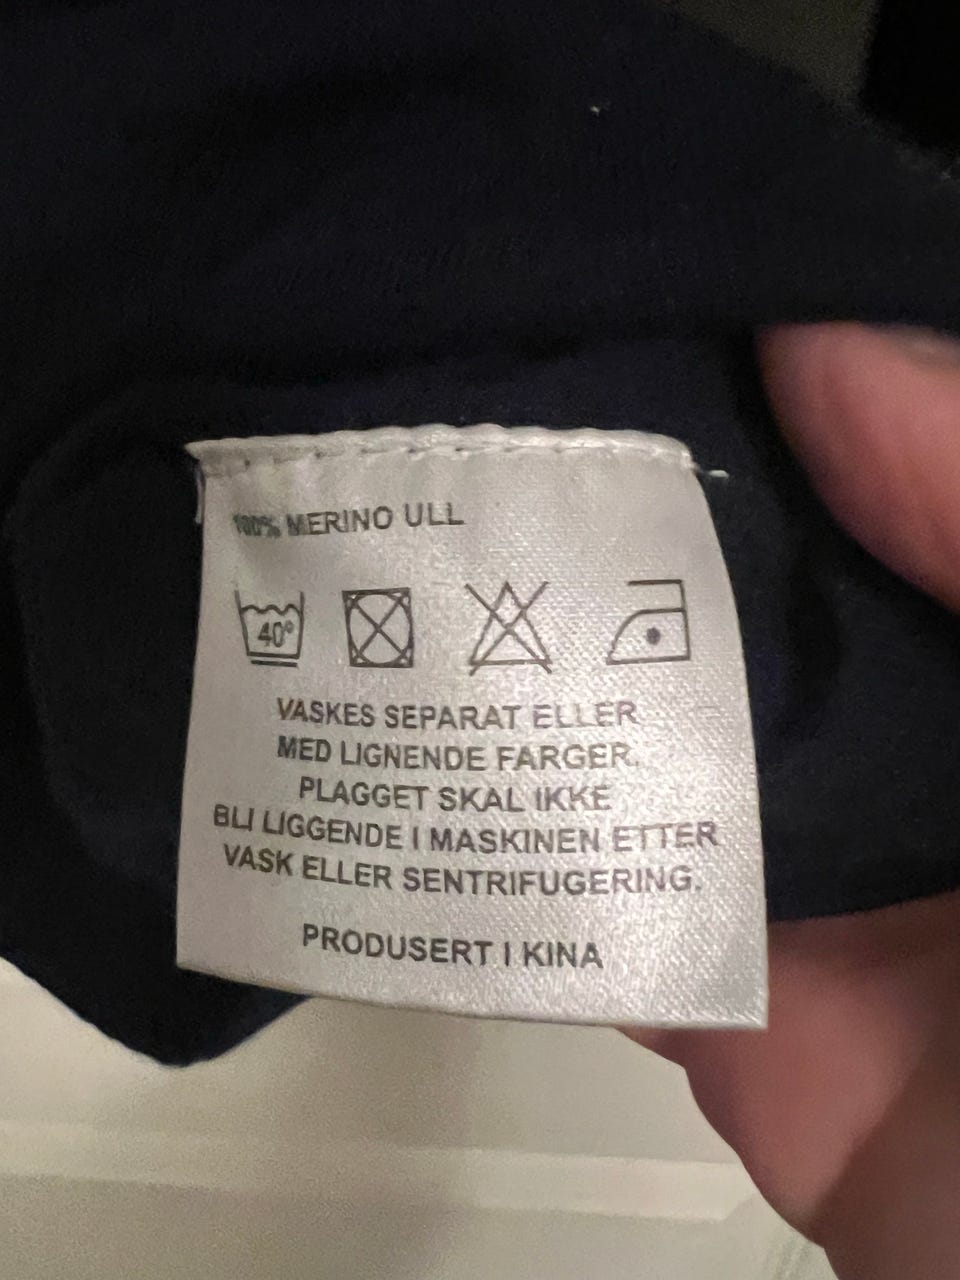 100% MERINO ULL
40°
VASKES SEPARAT ELLER
MED LIGNENDE FARGER.
PLAGGET SKAL IKKE
BLI LIGGENDE I MASKINEN ETTER
VASK ELLER SENTRIFUGERING.
PRODUSERT I KINA